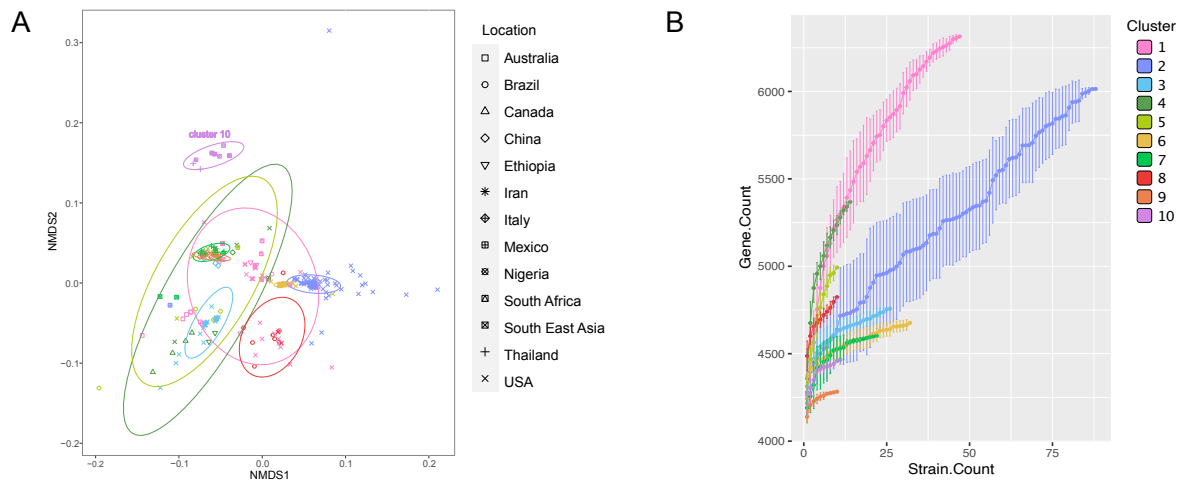 A
0.3
0.2
0.1
0.0
−0.1
−0.2
NMDS2
cluster 10
−0.2
−0.1
0.0
0.1
0.2
NMDS1
Location
Australia
Brazil
Canada
China
Ethiopia
Iran
Italy
Mexico
Nigeria
South Africa
South East Asia
Thailand
USA
B
6000
5500
5000
4500
4000
Gene.Count
0
25
50
75
Strain.Count
Cluster
1
2
3
4
5
6
7
8
9
10